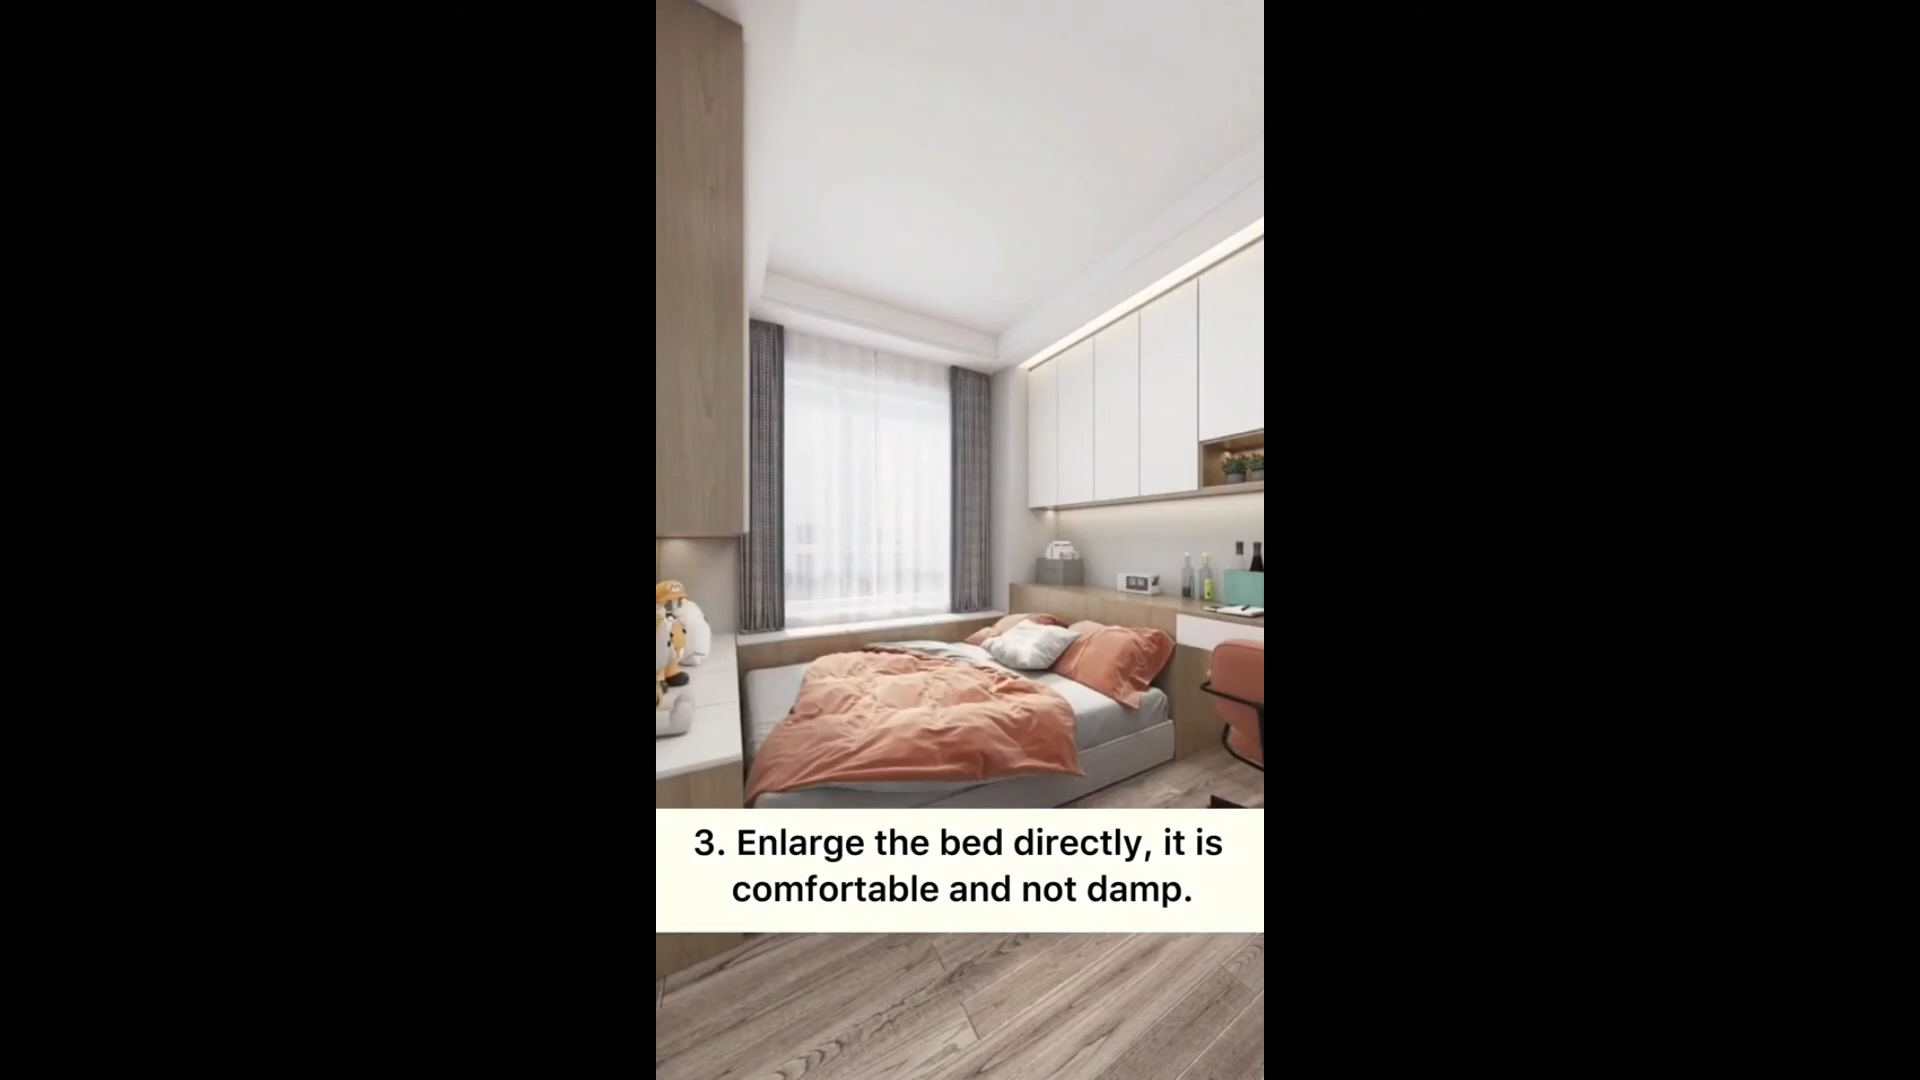 3. Enlarge the bed directly, it is
comfortable and not damp.